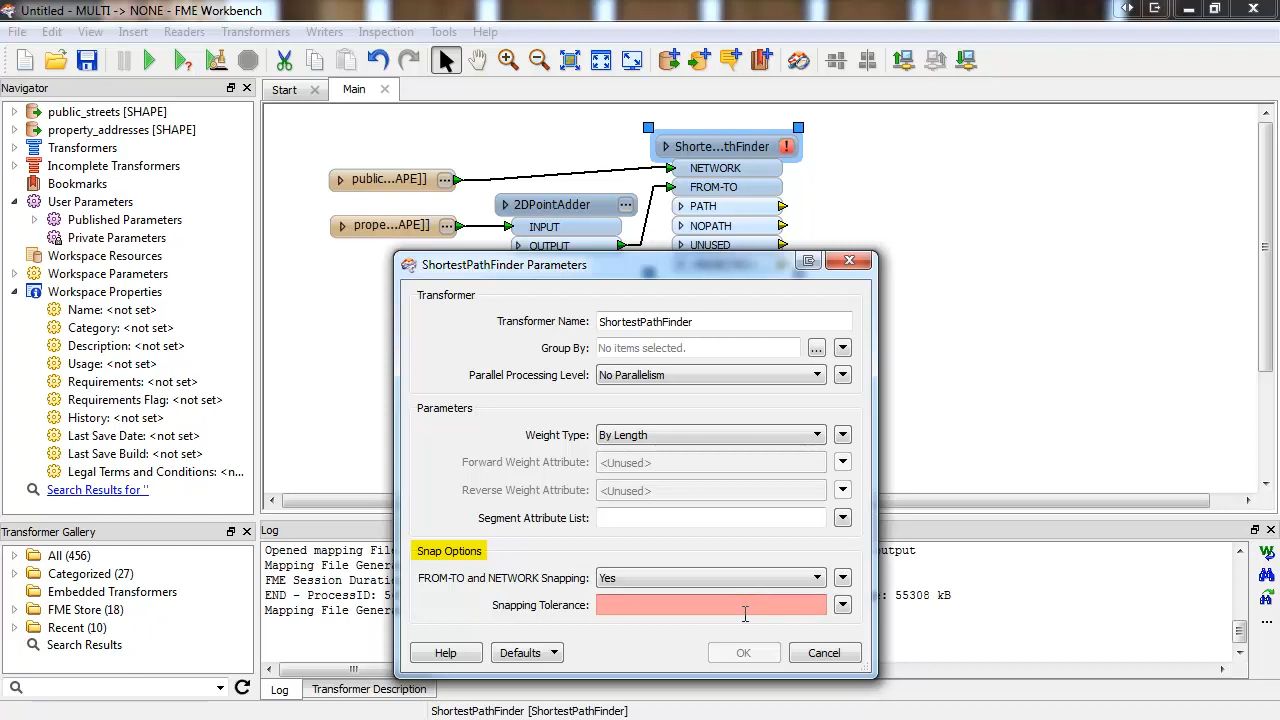 Untitled - MULTI -> NONE - FME Workbench
File Edit View Insert Readers Transformers Writers Inspection Tools Help
Navigator
public_streets [SHAPE]
property_addresses [SHAPE]
Transformers
Incomplete Transformers
Bookmarks
User Parameters
Published Parameters
Private Parameters
Workspace Resources
Workspace Parameters
Workspace Properties
Name: <not set>
Category: <not set>
Description: <not set>
Usage: <not set>
Requirements: <not set>
Requirements Flag: <not set>
History: <not set>
Last Save Date: <not set>
Last Save Build: <not set>
Legal Terms and Conditions: <n...
Search Results for ''
Transformer Gallery
All (456)
Categorized (27)
Embedded Transformers
FME Store (18)
Recent (10)
Search Results
Start
Main
public...APE]]
prope...APE]]
2DPointAdder
INPUT
OUTPUT
Shorte...thFinder
NETWORK
FROM-TO
PATH
NOPATH
UNUSED
ShortestPathFinder Parameters
Transformer
Transformer Name: ShortestPathFinder
Group By: No items selected.
Parallel Processing Level: No Parallelism
Parameters
Weight Type: By Length
Forward Weight Attribute: <Unused>
Reverse Weight Attribute: <Unused>
Segment Attribute List:
Snap Options
FROM-TO and NETWORK Snapping: Yes
Snapping Tolerance:
Help Defaults OK Cancel
Log
Opened mapping File
Mapping File Gener
FME Session Duratio
END - ProcessID: 5
Mapping File Gener
: 55308 kB
Log Transformer Description
ShortestPathFinder [ShortestPathFinder]